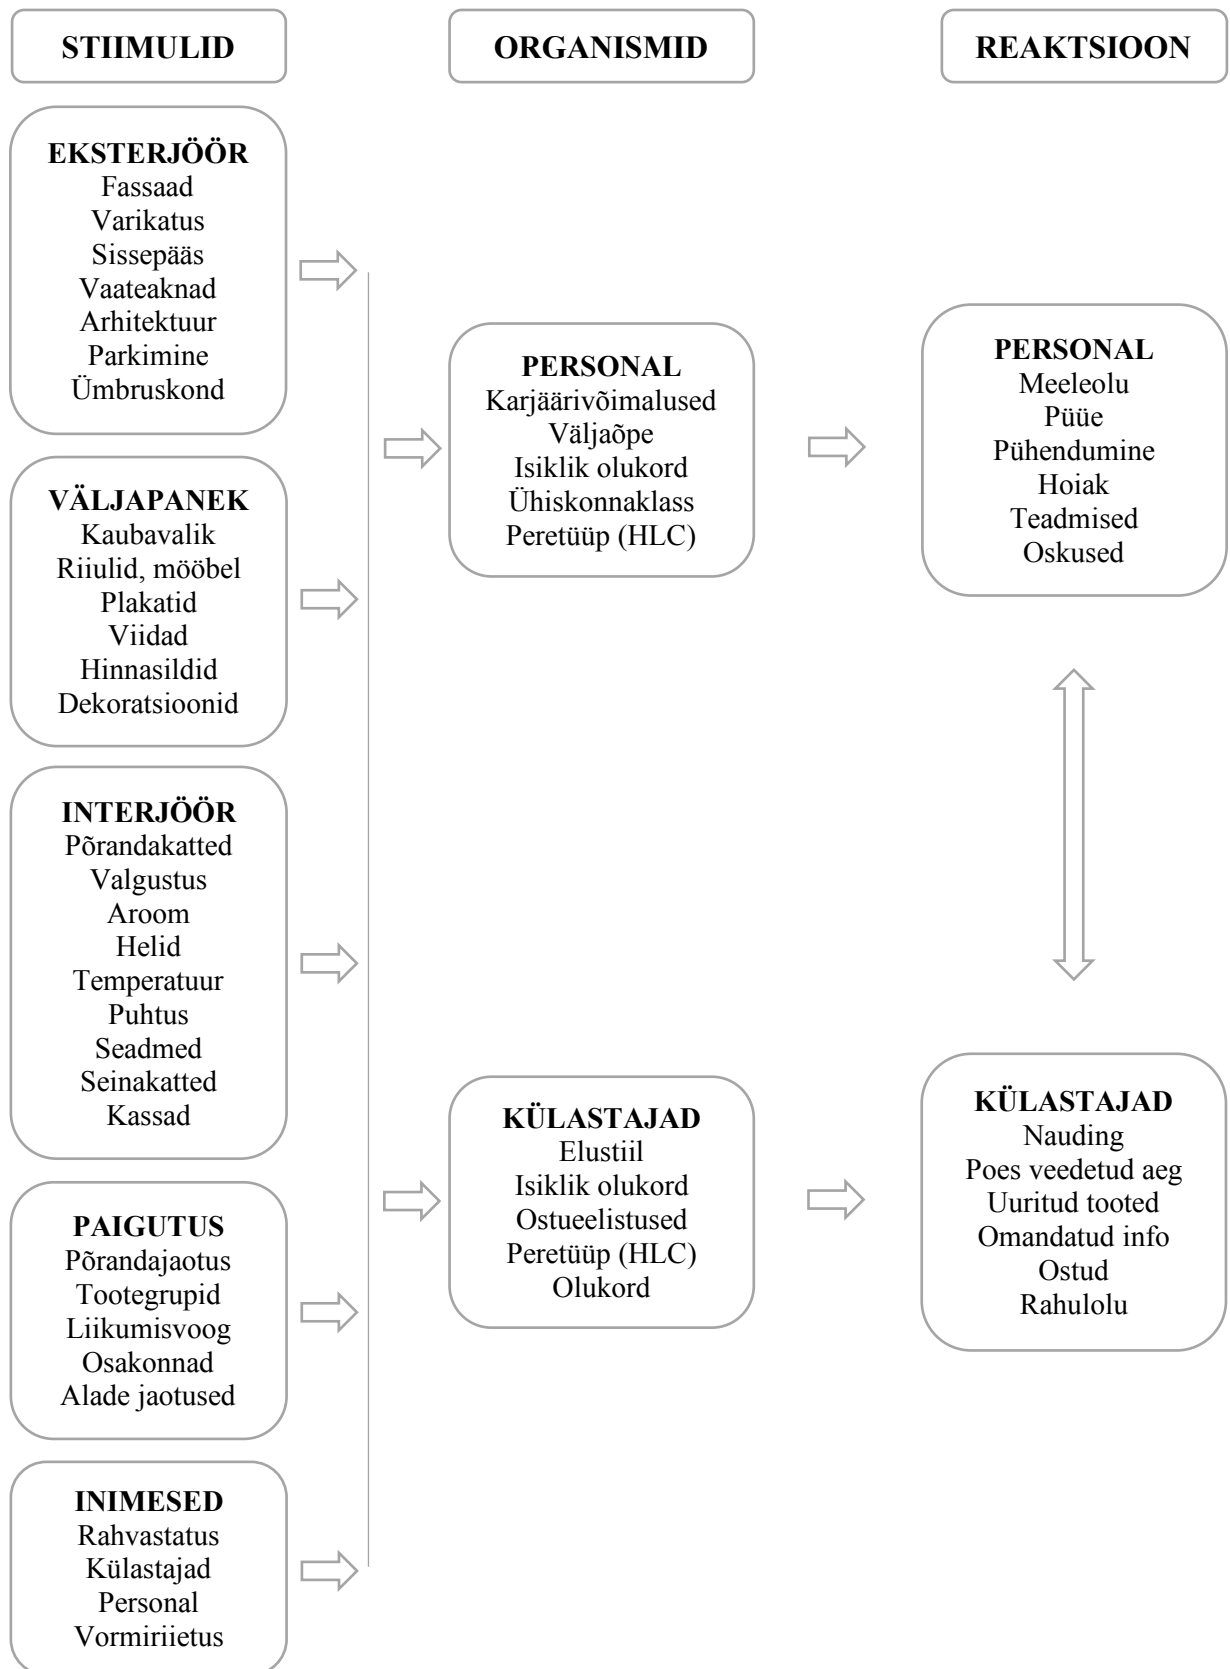 STIIMULID
ORGANISMID
REAKTSIOON
EKSTERJÖÖR
Fassaad
Varikatus
Sissepääs
Vaateaknad
Arhitektuur
Parkimine
Ümbruskond
VÄLJAPANEK
Kaubavalik
Riiulid, mööbel
Plakatid
Viidad
Hinnasildid
Dekoratsioonid
INTERJÖÖR
Põrandakatted
Valgustus
Aroom
Helid
Temperatuur
Puhtus
Seadmed
Seinakatted
Kassad
PAIGUTUS
Põrandajaotus
Tootegrupid
Liikumisvoog
Osakonnad
Alade jaotused
INIMESED
Rahvastatus
Külastajad
Personal
Vormiriietus
PERSONAL
Karjäärivõimalused
Väljaõpe
Isiklik olukord
Ühiskonnaklass
Peretüüp (HLC)
KÜLASTAJAD
Elustiil
Isiklik olukord
Ostueelistused
Peretüüp (HLC)
Olukord
PERSONAL
Meeleolu
Püüe
Pühendumine
Hoiak
Teadmised
Oskused
KÜLASTAJAD
Nauding
Poes veedetud aeg
Uuritud tooted
Omandatud info
Ostud
Rahulolu